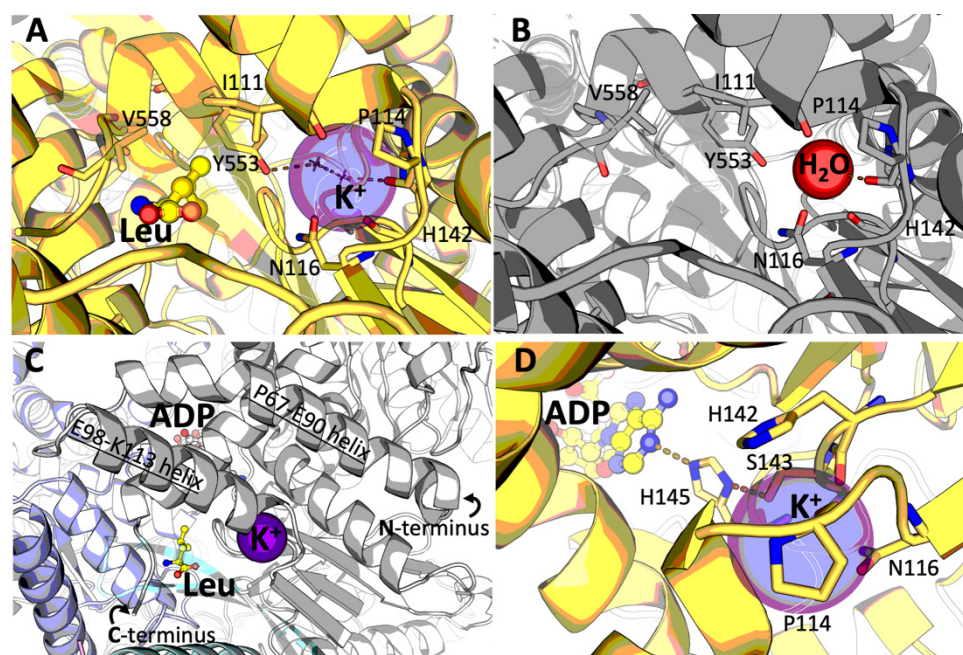 A
I111
V558
P114
Y553
K+
Leu
H142
N116
B
I111
V558
P114
Y553
H₂O
H142
N116
C
ADP
P67-E90 helix
E98-K113 helix
K+
N-terminus
Leu
C-terminus
D
ADP
H142
S143
H145
K+
N116
P114